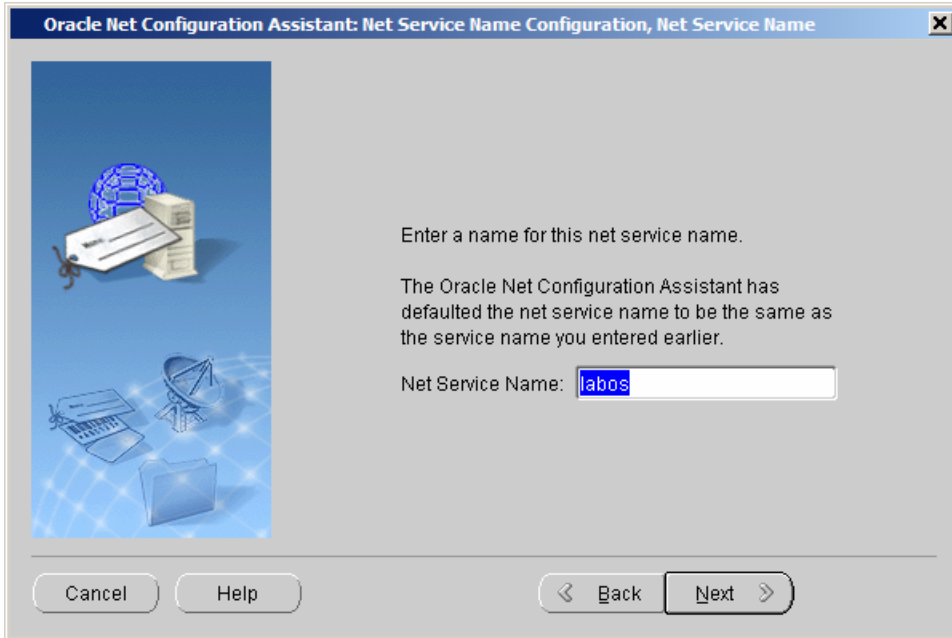 Oracle Net Configuration Assistant: Net Service Name Configuration, Net Service Name
Enter a name for this net service name.
The Oracle Net Configuration Assistant has
defaulted the net service name to be the same as
the service name you entered earlier.
Net Service Name: labos
Cancel Help Back Next